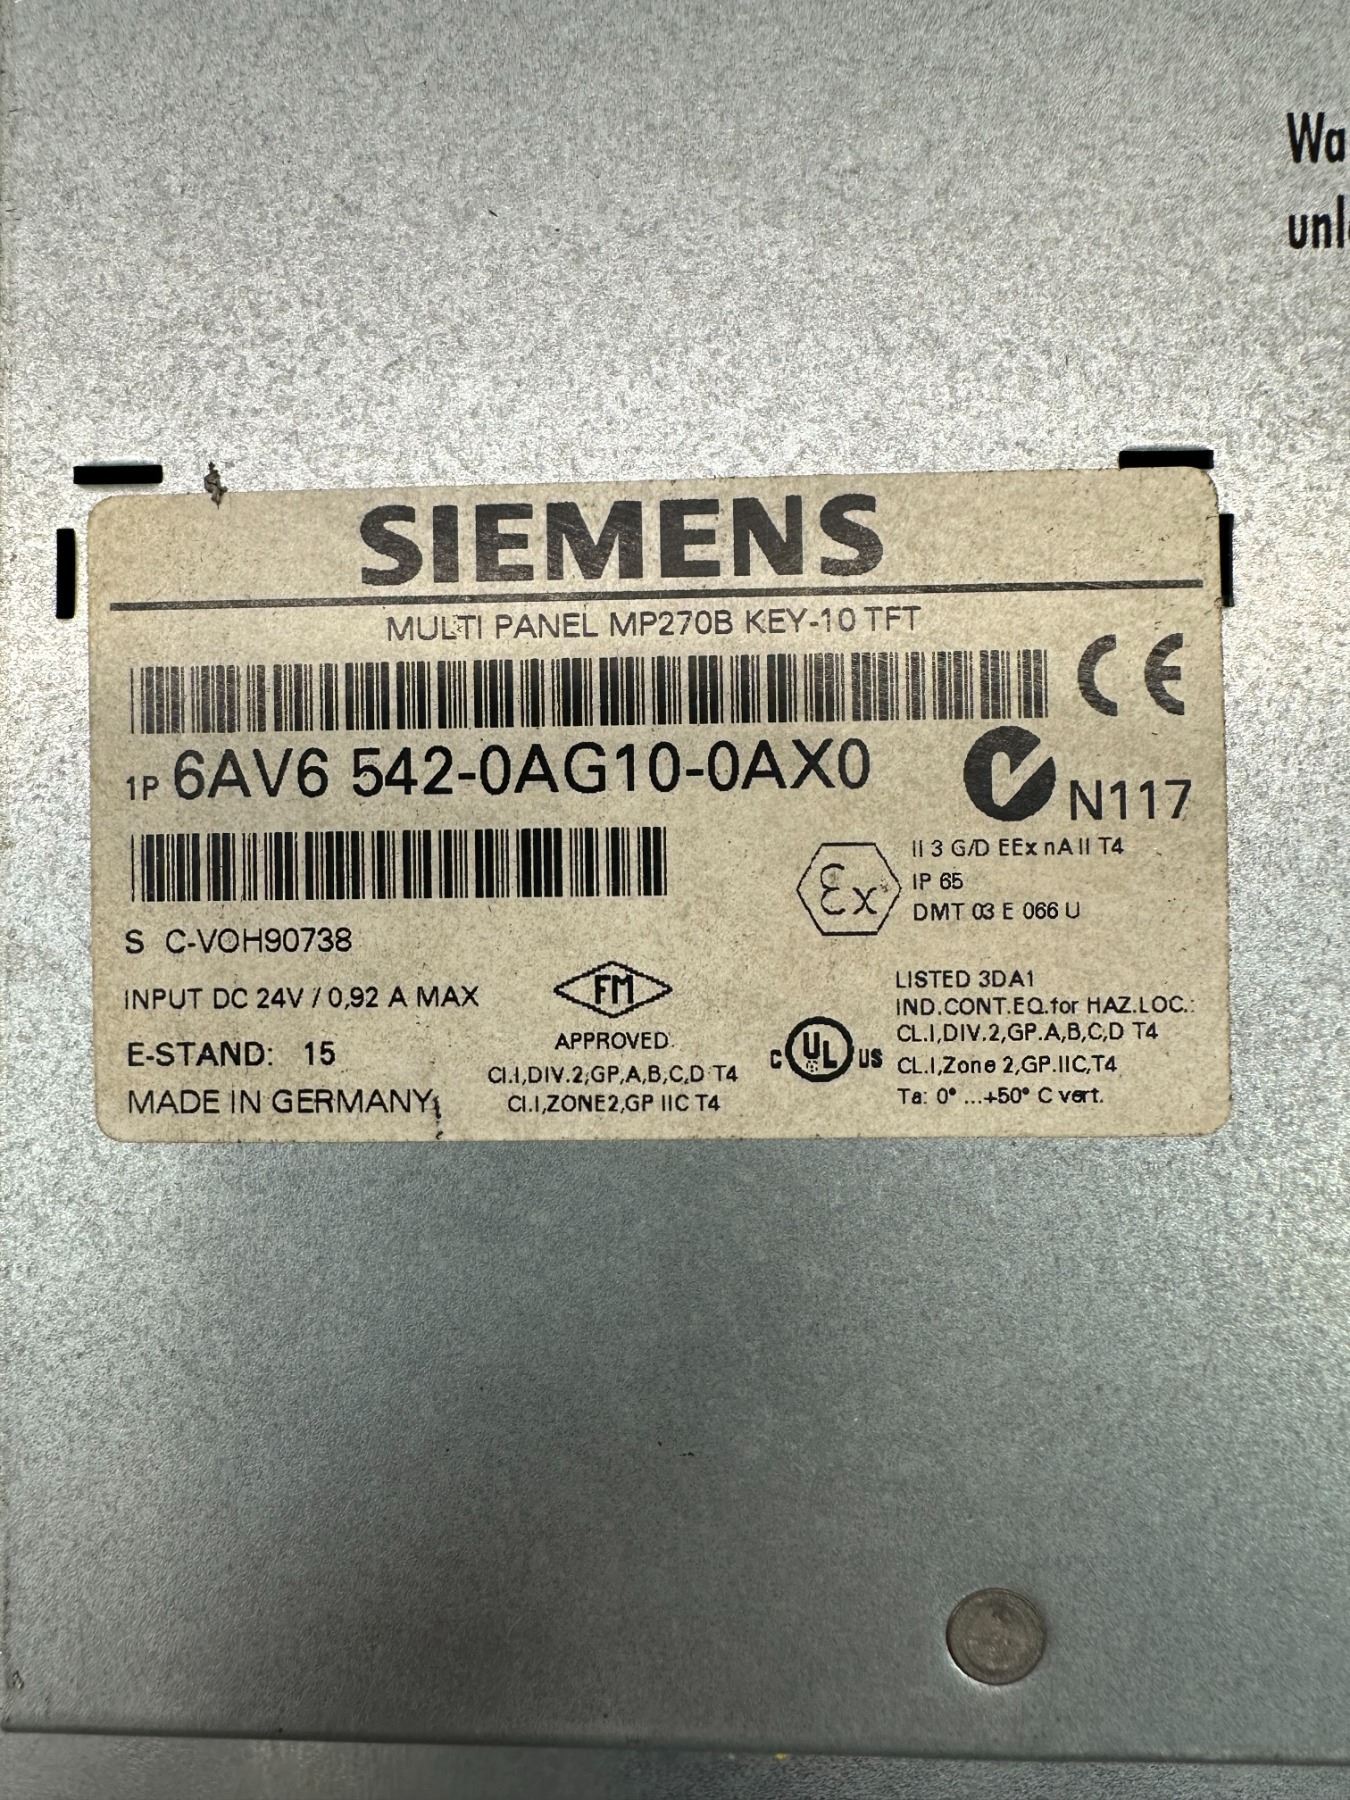 Wa
unl
SIEMENS
MULTI PANEL MP270B KEY-10 TFT
CE
1P 6AV6 542-0AG10-0AX0
N117
Ex
II 3 G/D EEx nA II T4
IP 65
DMT 03 E 066 U
S C-VOH90738
INPUT DC 24V / 0,92 A MAX
E-STAND: 15
MADE IN GERMANY
FM
APPROVED
Cl.I,DIV.2,GP,A,B,C,D T4
Cl.I,ZONE2,GP IIC T4
C UL US
LISTED 3DA1
IND.CONT.EQ.for HAZ.LOC.:
CL.I,DIV.2,GP.A,B,C,D T4
CL.I,Zone 2,GP.IIC,T4
Ta: 0° ...+50° C vert.